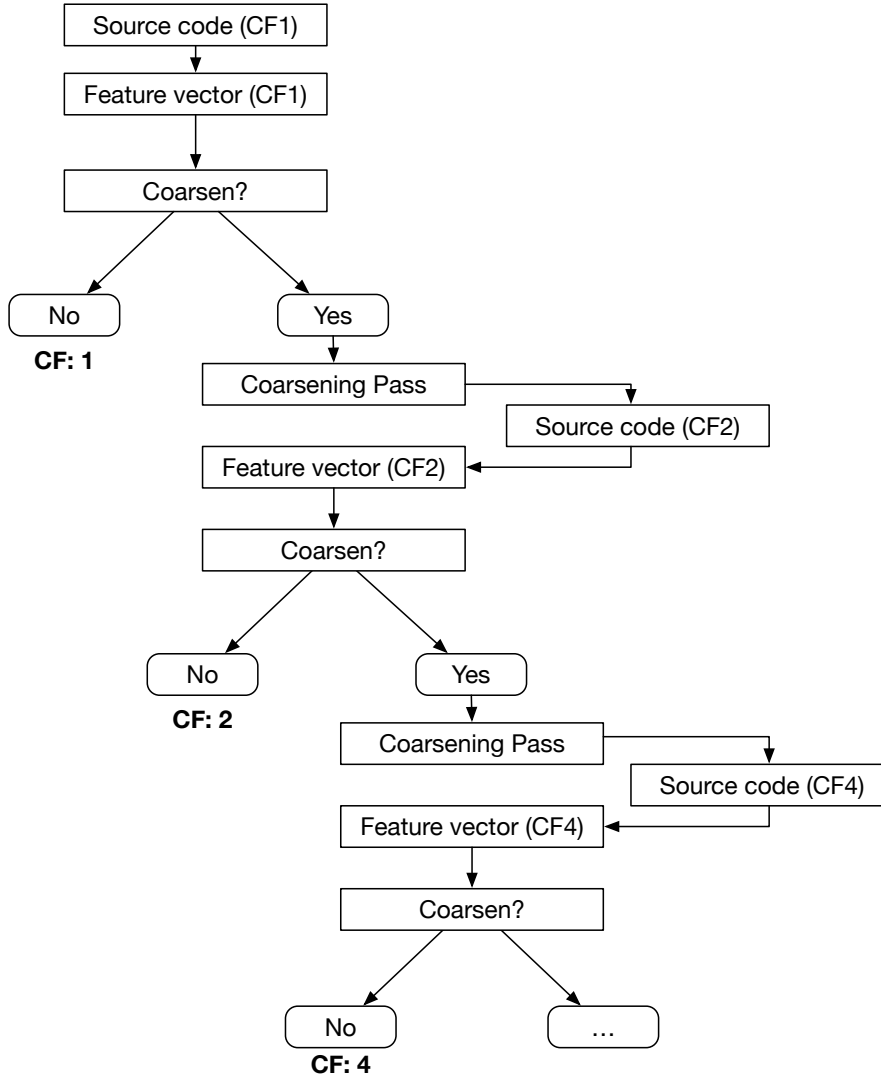 Source code (CF1)
Feature vector (CF1)
Coarsen?
No
Yes
CF: 1
Coarsening Pass
Source code (CF2)
Feature vector (CF2)
Coarsen?
No
Yes
CF: 2
Coarsening Pass
Source code (CF4)
Feature vector (CF4)
Coarsen?
No
...
CF: 4